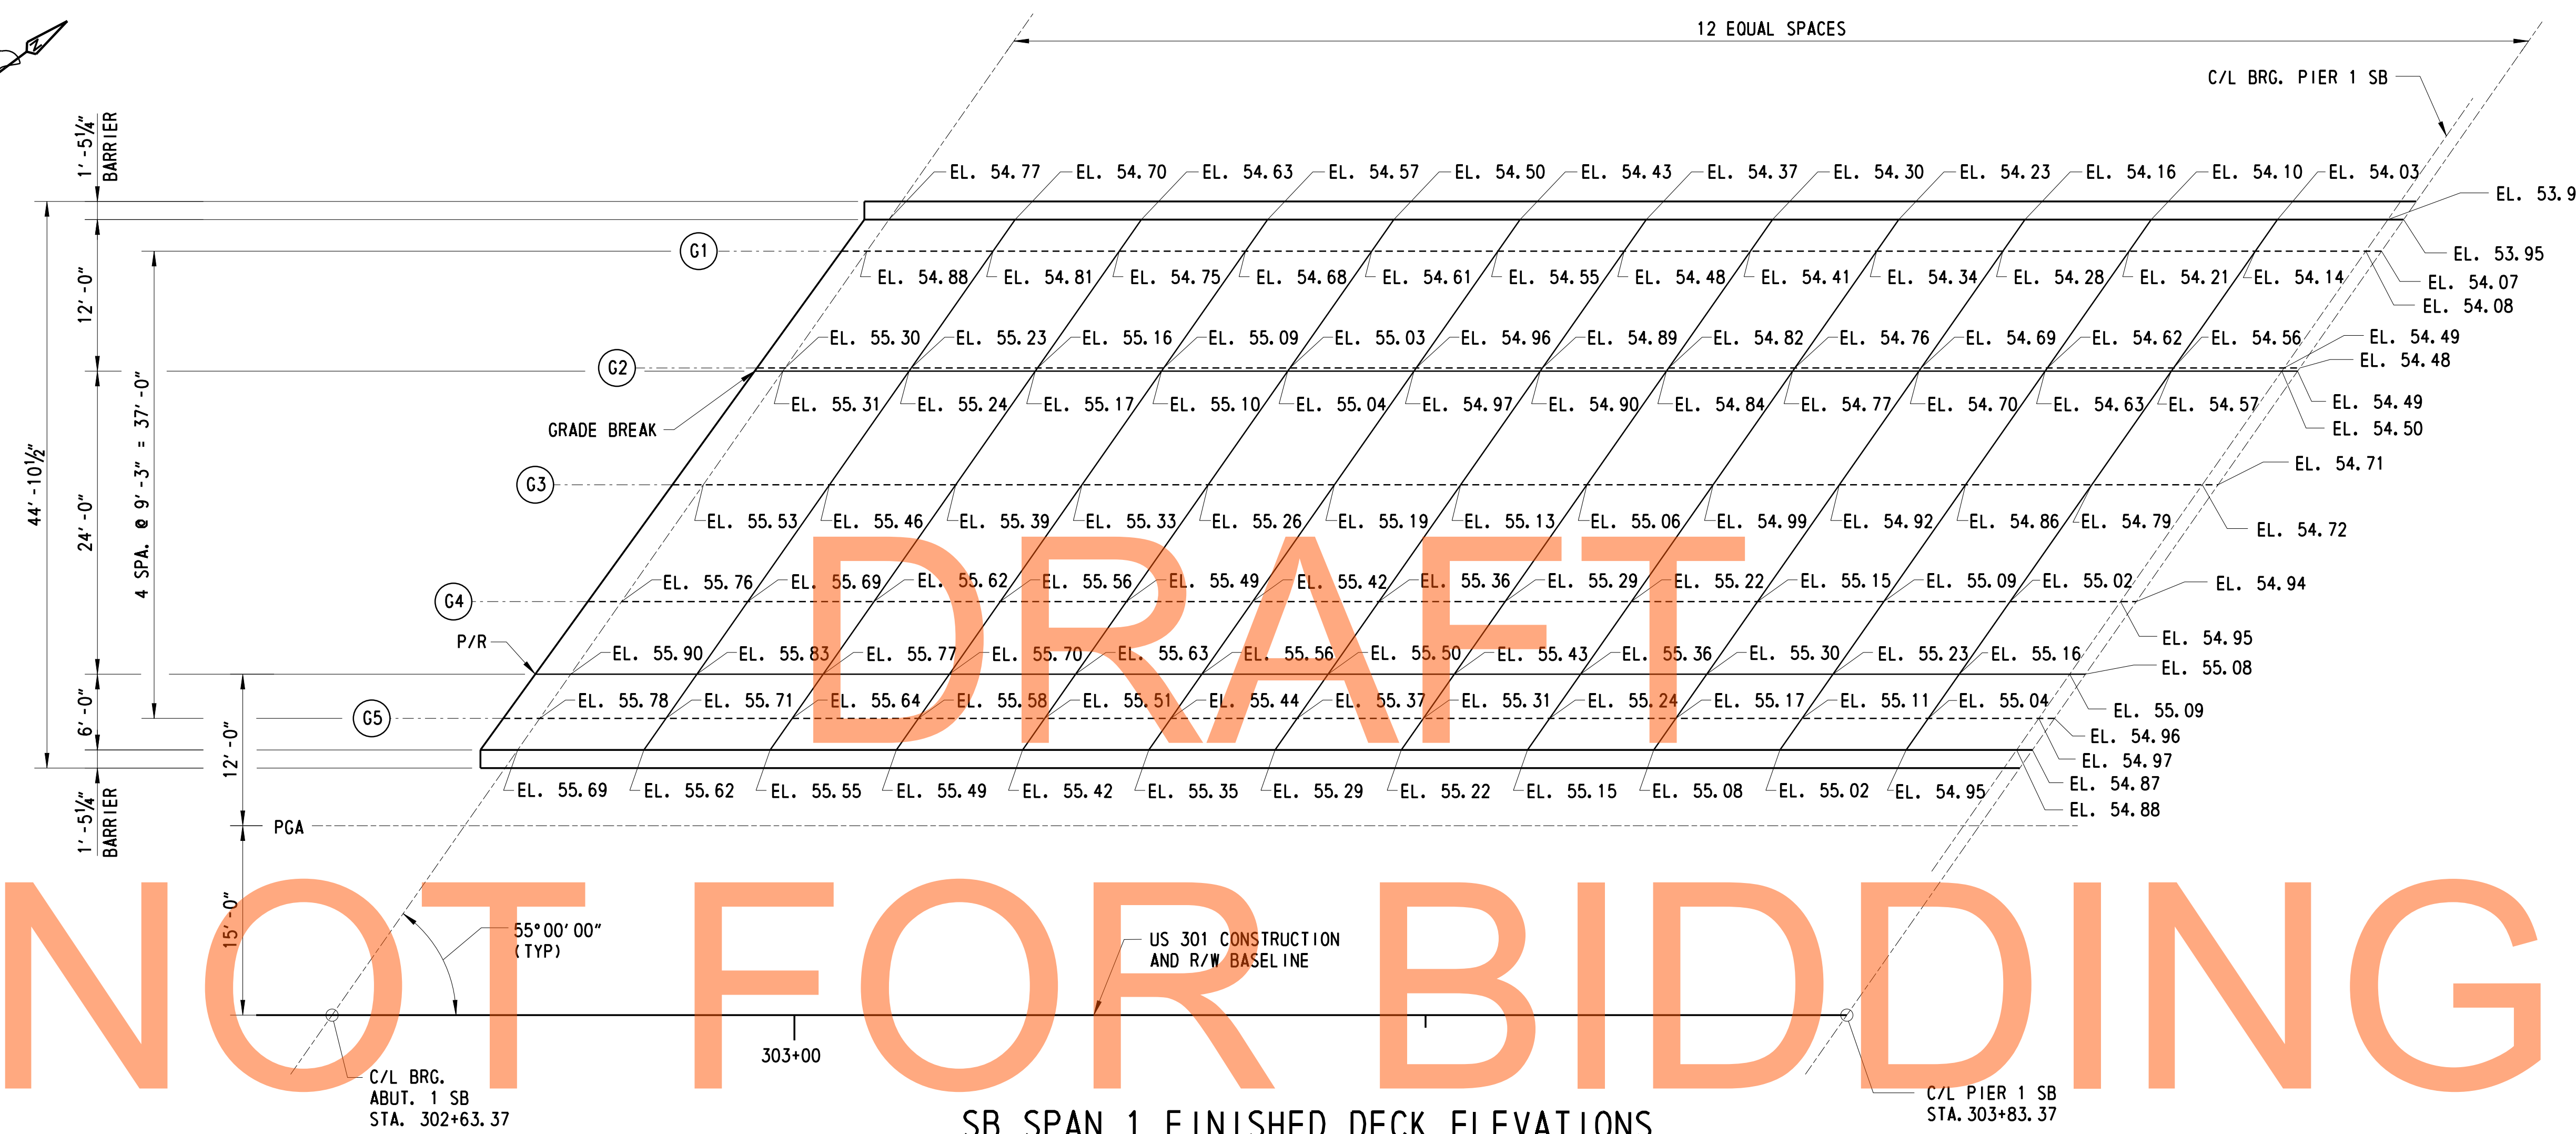 N
12 EQUAL SPACES
C/L BRG. PIER 1 SB
1'-5¼" BARRIER
EL. 54.77 EL. 54.70 EL. 54.63 EL. 54.57 EL. 54.50 EL. 54.43 EL. 54.37 EL. 54.30 EL. 54.23 EL. 54.16 EL. 54.10 EL. 54.03
EL. 53.9
G1
EL. 53.95
EL. 54.88 EL. 54.81 EL. 54.75 EL. 54.68 EL. 54.61 EL. 54.55 EL. 54.48 EL. 54.41 EL. 54.34 EL. 54.28 EL. 54.21 EL. 54.14
EL. 54.07
EL. 54.08
12'-0"
EL. 55.30 EL. 55.23 EL. 55.16 EL. 55.09 EL. 55.03 EL. 54.96 EL. 54.89 EL. 54.82 EL. 54.76 EL. 54.69 EL. 54.62 EL. 54.56
EL. 54.49
EL. 54.48
G2
EL. 55.31 EL. 55.24 EL. 55.17 EL. 55.10 EL. 55.04 EL. 54.97 EL. 54.90 EL. 54.84 EL. 54.77 EL. 54.70 EL. 54.63 EL. 54.57
EL. 54.49
EL. 54.50
GRADE BREAK
44'-10½"
24'-0"
4 SPA. @ 9'-3" = 37'-0"
EL. 54.71
G3
EL. 55.53 EL. 55.46 EL. 55.39 EL. 55.33 EL. 55.26 EL. 55.19 EL. 55.13 EL. 55.06 EL. 54.99 EL. 54.92 EL. 54.86 EL. 54.79
EL. 54.72
DRAFT
EL. 55.76 EL. 55.69 EL. 55.62 EL. 55.56 EL. 55.49 EL. 55.42 EL. 55.36 EL. 55.29 EL. 55.22 EL. 55.15 EL. 55.09 EL. 55.02
EL. 54.94
G4
EL. 54.95
P/R
EL. 55.90 EL. 55.83 EL. 55.77 EL. 55.70 EL. 55.63 EL. 55.56 EL. 55.50 EL. 55.43 EL. 55.36 EL. 55.30 EL. 55.23 EL. 55.16
EL. 55.08
6'-0"
G5
EL. 55.78 EL. 55.71 EL. 55.64 EL. 55.58 EL. 55.51 EL. 55.44 EL. 55.37 EL. 55.31 EL. 55.24 EL. 55.17 EL. 55.11 EL. 55.04
EL. 55.09
EL. 54.96
EL. 54.97
12'-0"
EL. 55.69 EL. 55.62 EL. 55.55 EL. 55.49 EL. 55.42 EL. 55.35 EL. 55.29 EL. 55.22 EL. 55.15 EL. 55.08 EL. 55.02 EL. 54.95
EL. 54.87
EL. 54.88
1'-5¼" BARRIER
PGA
15'-0"
NOT FOR BIDDING
55°00'00"
(TYP)
US 301 CONSTRUCTION
AND R/W BASELINE
303+00
C/L BRG.
ABUT. 1 SB
STA. 302+63.37
C/L PIER 1 SB
STA. 303+83.37
SB SPAN 1 FINISHED DECK ELEVATIONS